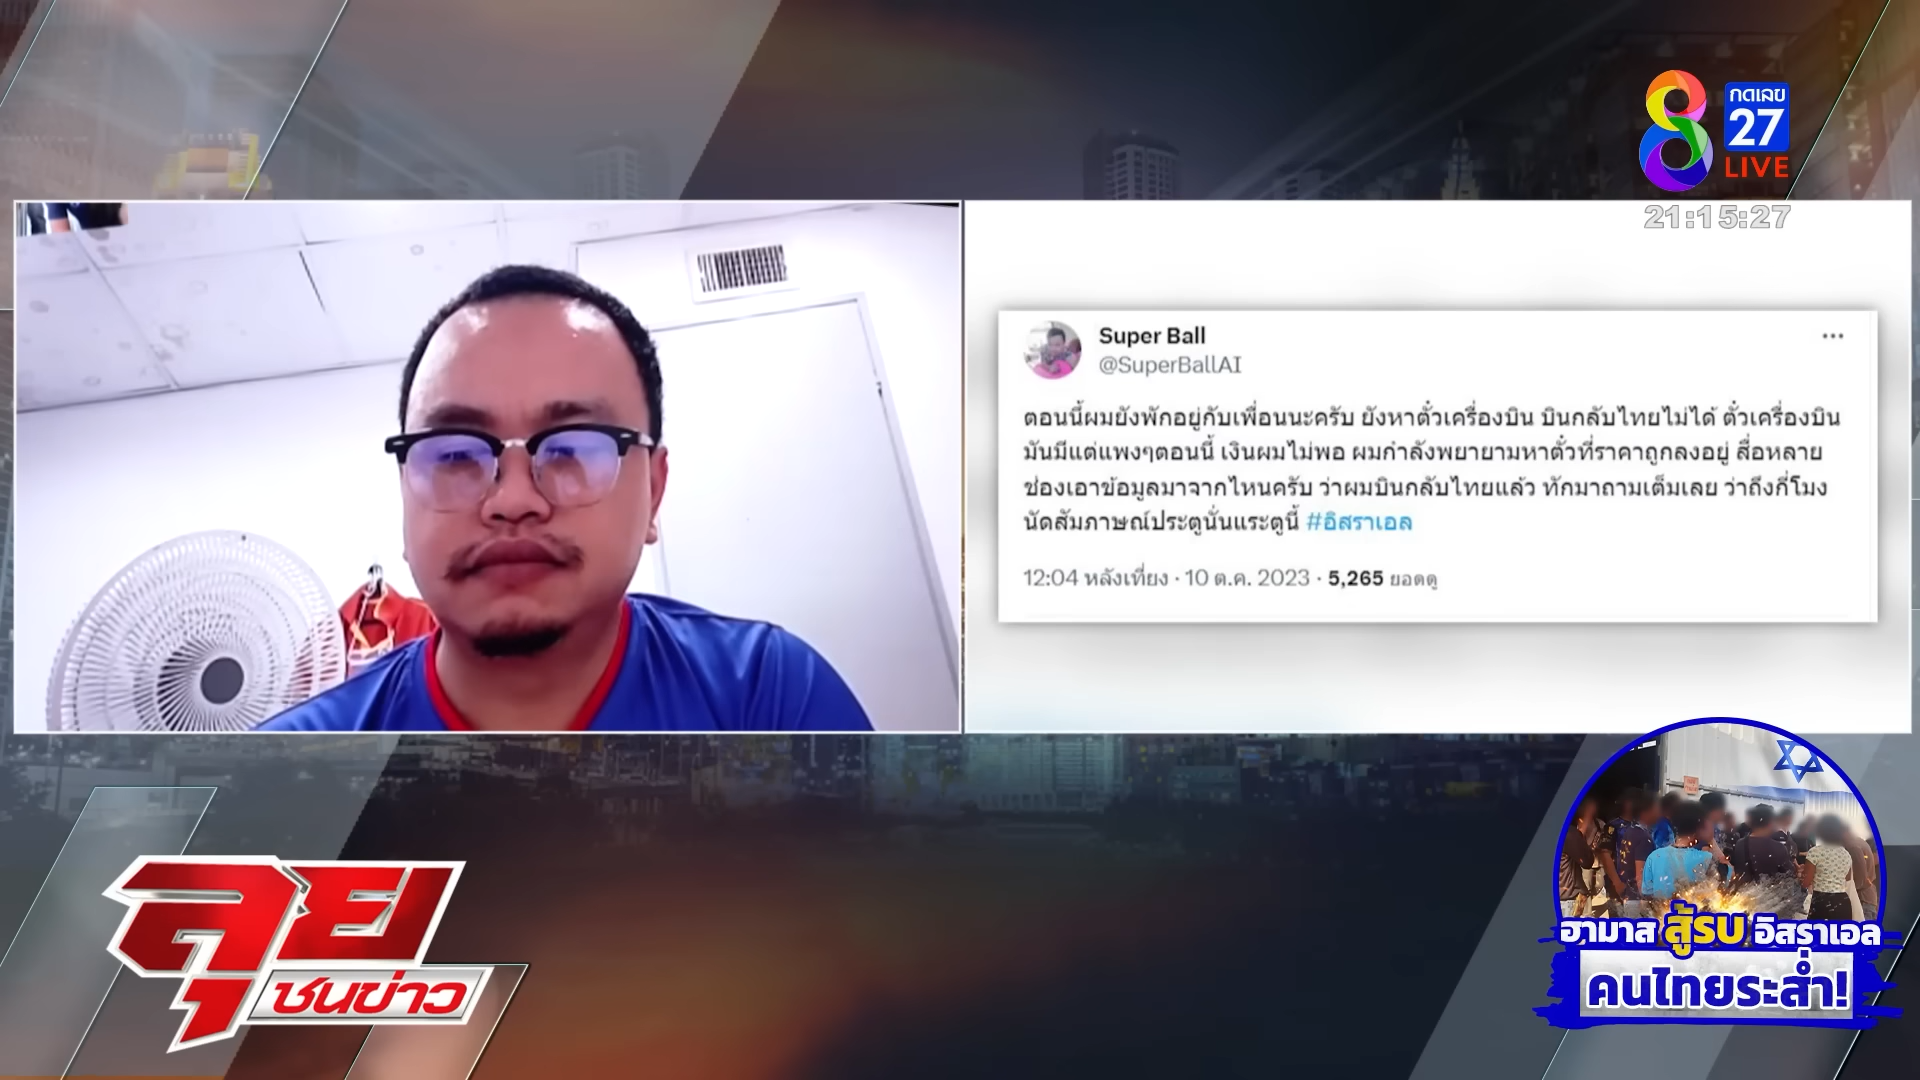 กดเลข
27
LIVE
21:15:27
Super Ball
@SuperBallAI
ตอนนี้ผมยังพักอยู่กับเพื่อนนะครับ ยังหาตั๋วเครื่องบิน บินกลับไทยไม่ได้ ตั๋วเครื่องบิน
มันมีแต่แพงๆตอนนี้ เงินผมไม่พอ ผมกำลังพยายามหาตั๋วที่ราคาถูกลงอยู่ สื่อหลาย
ช่องเอาข้อมูลมาจากไหนครับ ว่าผมบินกลับไทยแล้ว ทักมาถามเต็มเลย ว่าถึงกี่โมง
นัดสัมภาษณ์ประตูนั่นแระตูนี้ #อิสราเอล
12:04 หลังเที่ยง · 10 ต.ค. 2023 · 5,265 ยอดดู
ลุย
ชนข่าว
ฮามาส สู้รบ อิสราเอล
คนไทยระส่ำ!